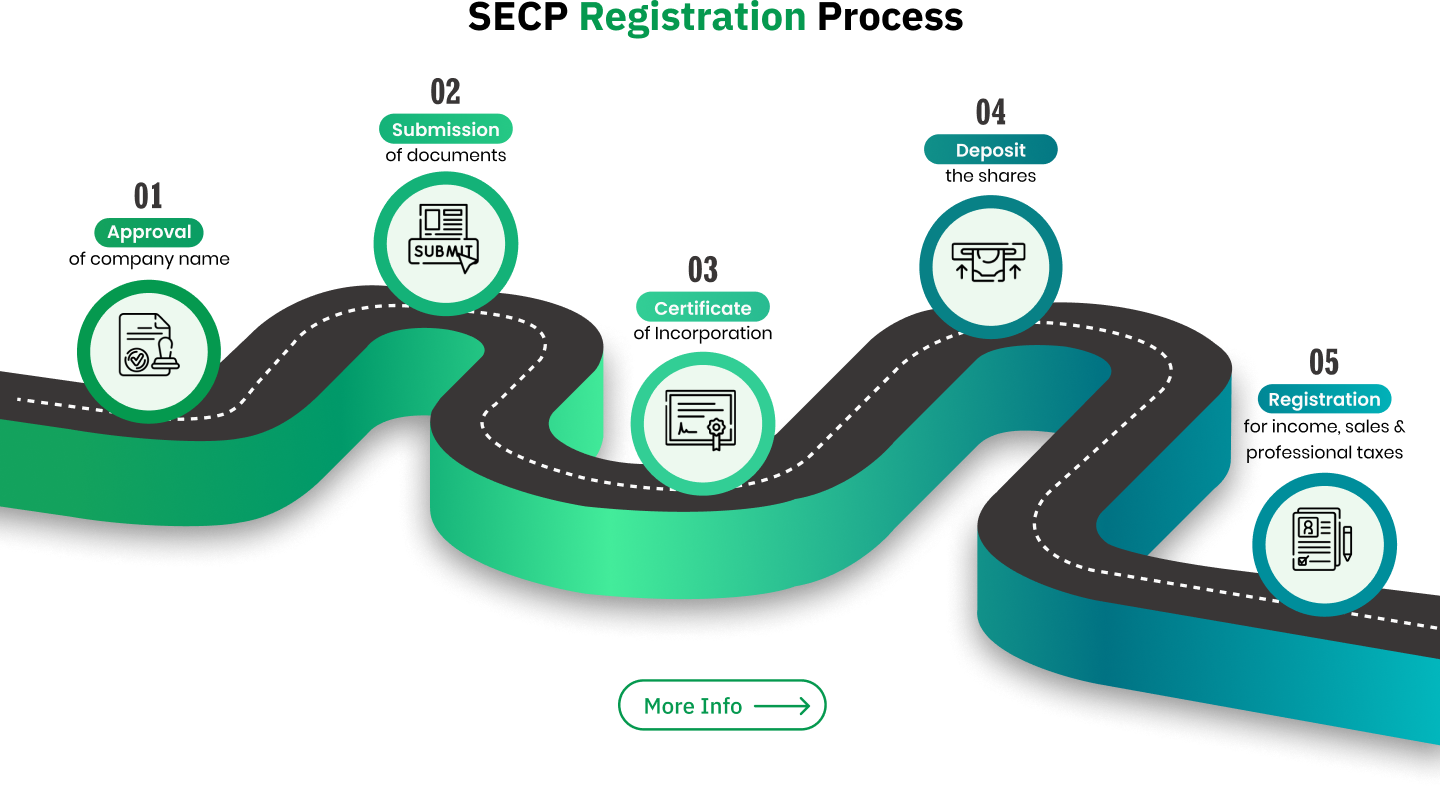 SECP Registration Process
01
Approval
of company name
02
Submission
of documents
SUBMIT
03
Certificate
of Incorporation
04
Deposit
the shares
05
Registration
for income, sales &
professional taxes
More Info